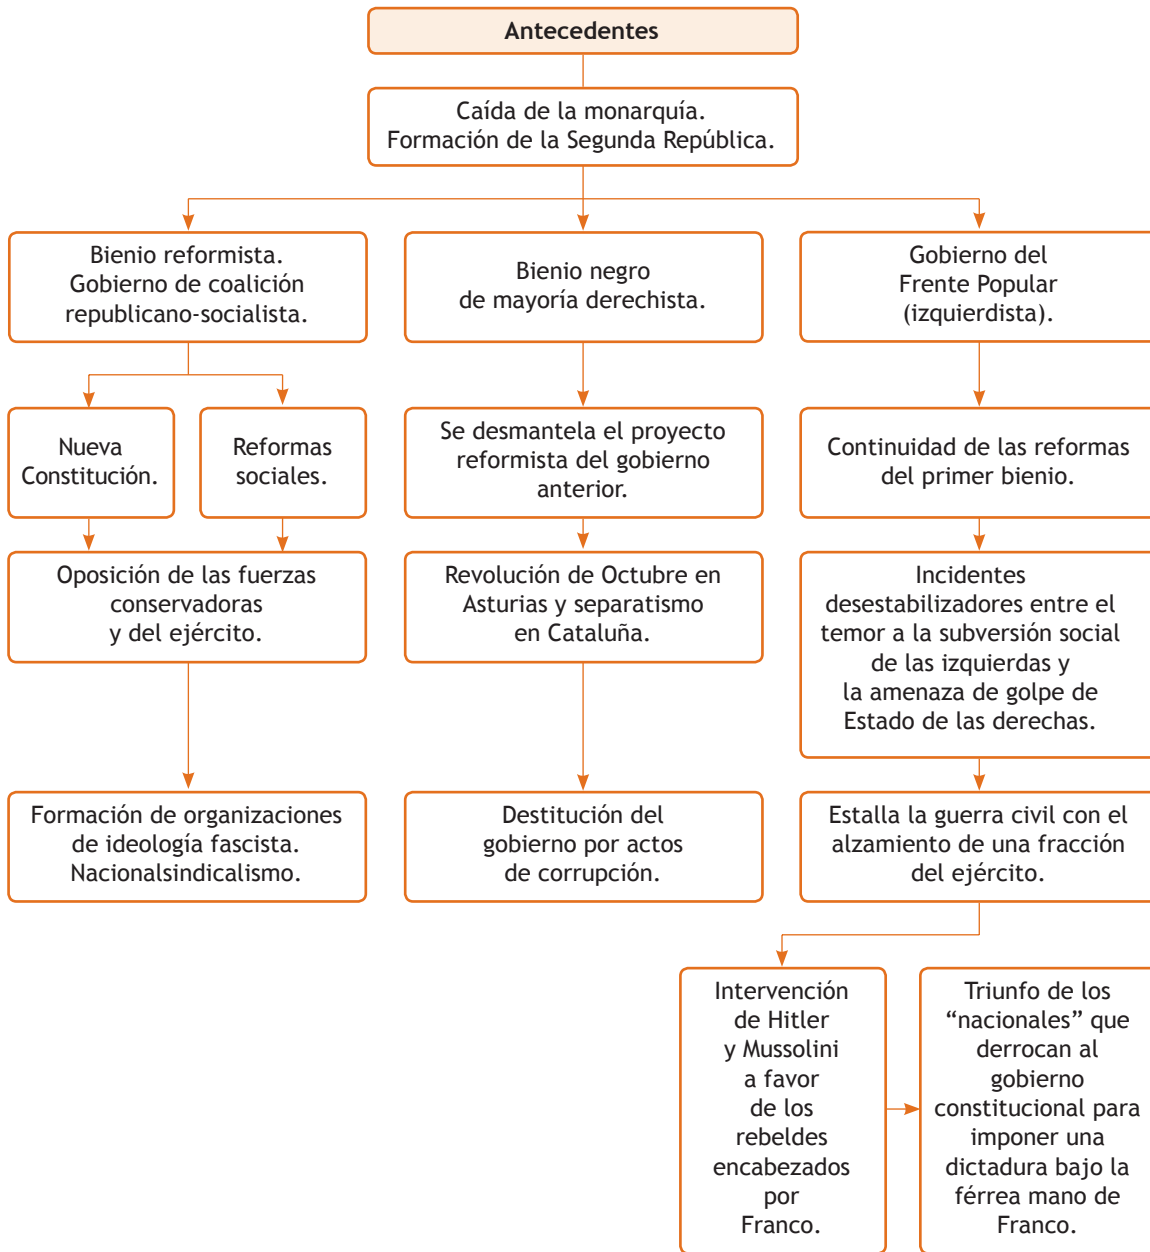 Antecedentes
Caída de la monarquía.
Formación de la Segunda República.
Bienio reformista.
Gobierno de coalición
republicano-socialista.
Bienio negro
de mayoría derechista.
Gobierno del
Frente Popular
(izquierdista).
Nueva
Constitución.
Reformas
sociales.
Se desmantela el proyecto
reformista del gobierno
anterior.
Continuidad de las reformas
del primer bienio.
Oposición de las fuerzas
conservadoras
y del ejército.
Revolución de Octubre en
Asturias y separatismo
en Cataluña.
Incidentes
desestabilizadores entre el
temor a la subversión social
de las izquierdas y
la amenaza de golpe de
Estado de las derechas.
Formación de organizaciones
de ideología fascista.
Nacionalsindicalismo.
Destitución del
gobierno por actos
de corrupción.
Estalla la guerra civil con el
alzamiento de una fracción
del ejército.
Intervención
de Hitler
y Mussolini
a favor
de los
rebeldes
encabezados
por
Franco.
Triunfo de los
“nacionales” que
derrocan al
gobierno
constitucional para
imponer una
dictadura bajo la
férrea mano de
Franco.